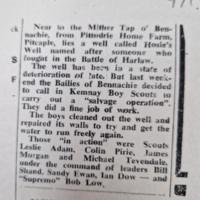 Near to the Mither Tap o' Ben-
nachie, from Pittodrie Home Farm,
Pitcaple, lies a well called Hosie's
Well named after someone who
fought in the Battle of Harlaw.
The well has been in a state of
deterioration of late. But last week-
end the Bailies of Bennachie decided
to call in Kemnay Boy Scouts to
carry out a "salvage operation".
They did a fine job of work.
The boys cleaned out the well and
repaired its walls to try and get the
water to run freely again.
Those "in action" were Scouts
Leslie Adam, Colin Pirie, James
Morgan and Michael Tevendale,
under the command of leaders Bill
Shand, Sandy Ewan, Ian Dow — and
"Supremo" Bob Low.